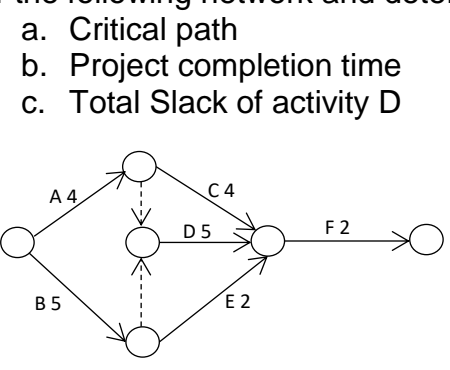 the following network and
a. Critical path
b. Project completion time
c. Total Slack of activity D
A 4
C 4
D 5
F 2
B 5
E 2